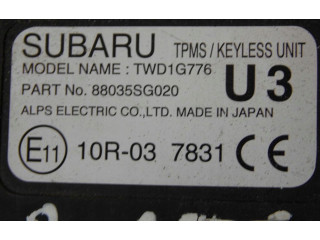 SUBARU TPMS / KEYLESS UNIT
MODEL NAME : TWD1G776
PART No. 88035SG020 U3
ALPS ELECTRIC CO.,LTD. MADE IN JAPAN
E11 10R-03 7831 CE